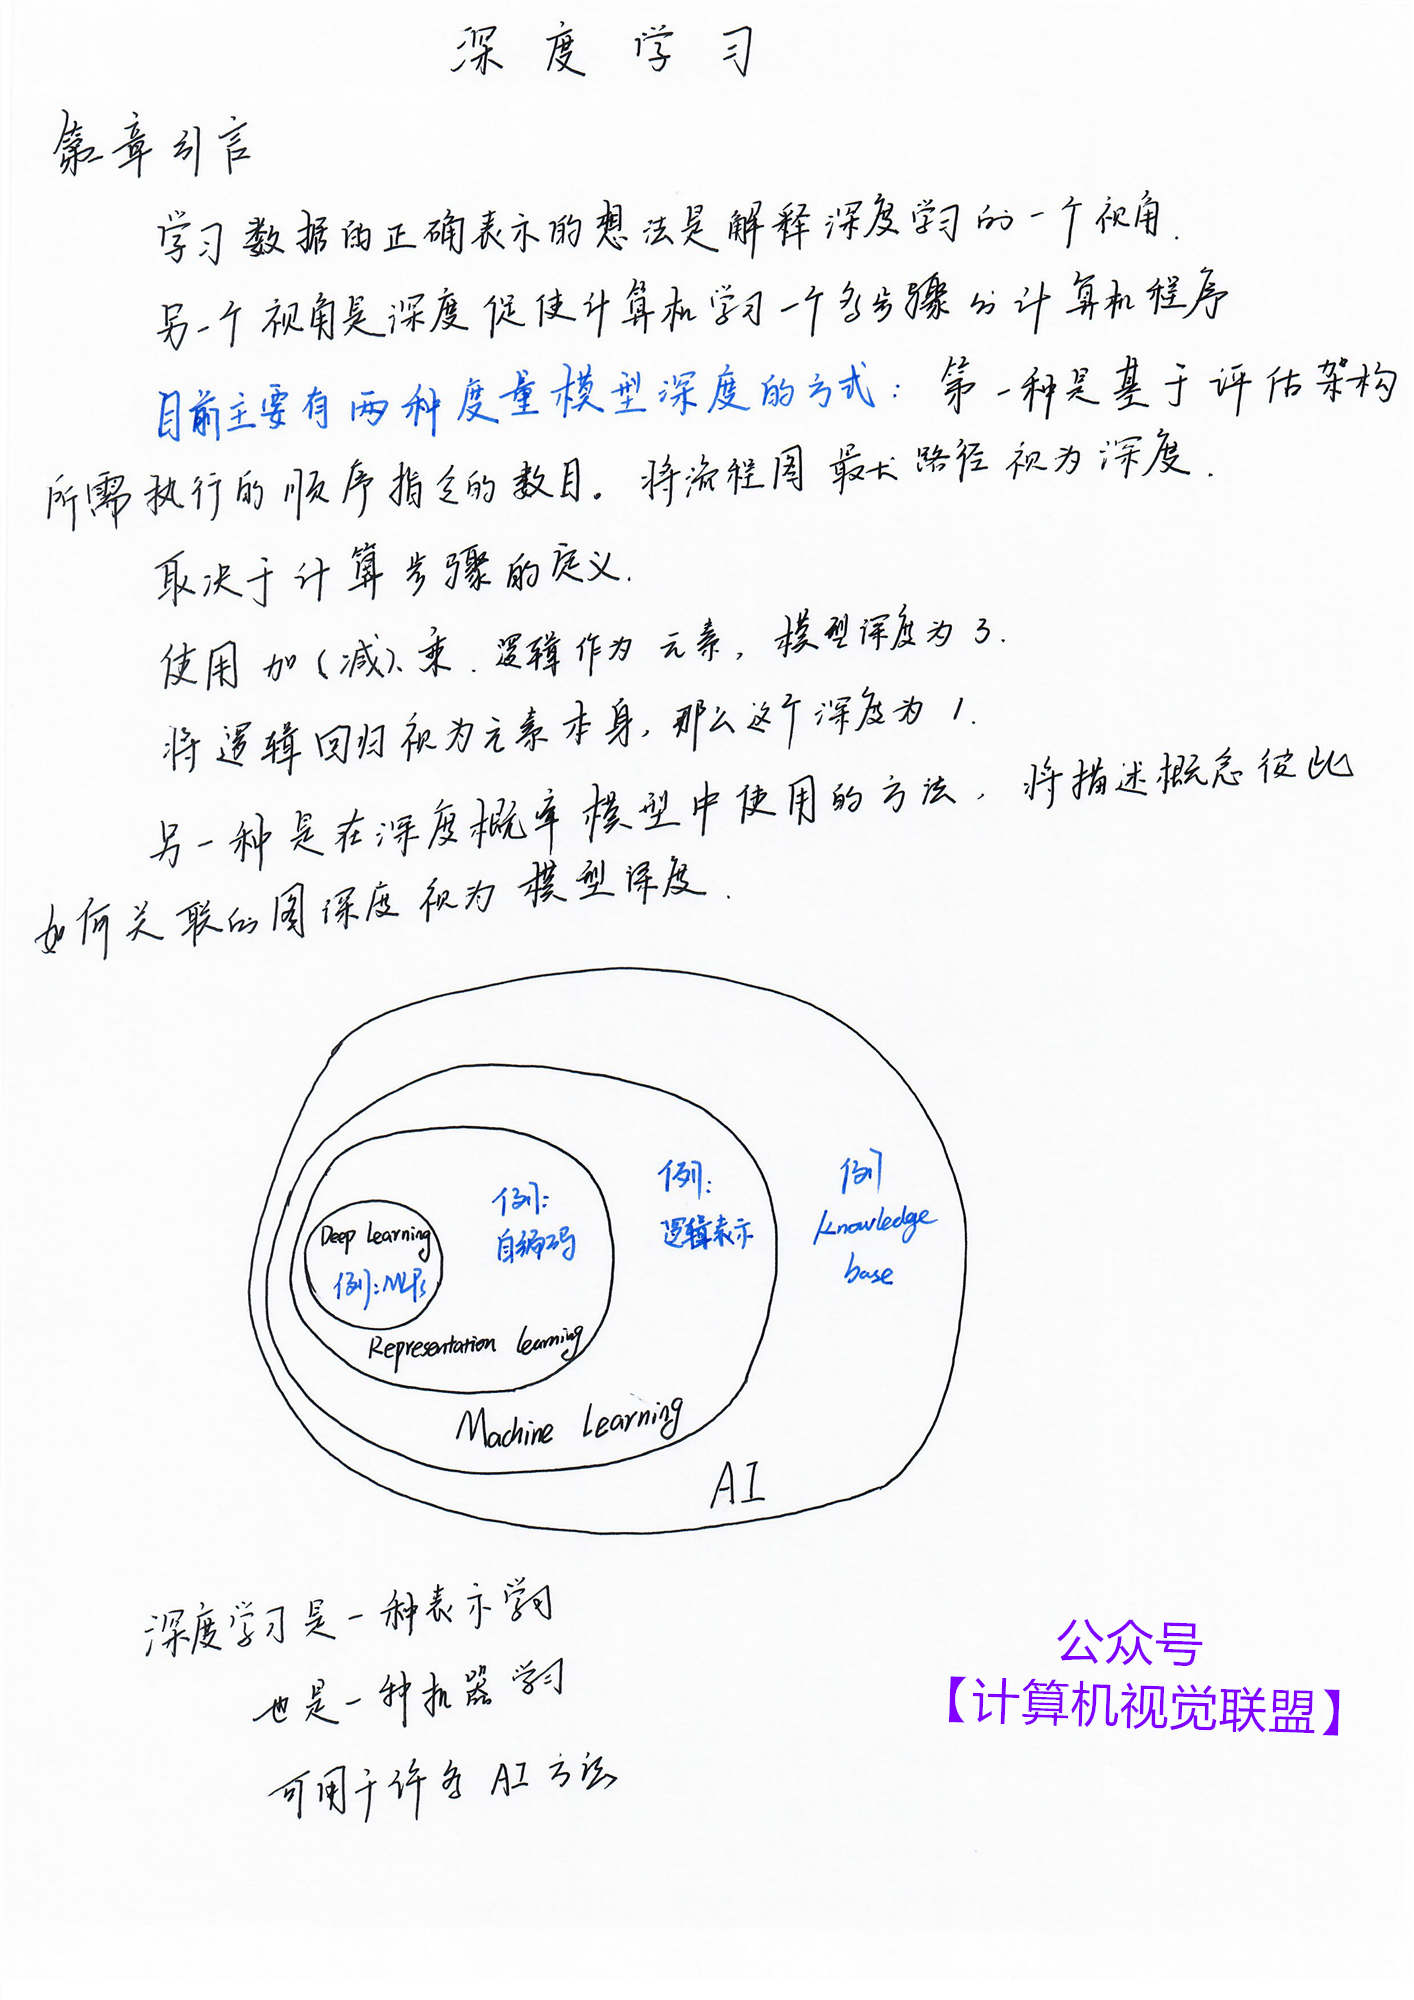 深度学习
第一章 引言
学习数据的正确表示的想法是解释深度学习的一个视角.
另一个视角是深度促使计算机学习一个多步骤的计算机程序
目前主要有两种度量模型深度的方式: 第一种是基于评估架构
所需执行的顺序指令的数目。将流程图最长路径视为深度.
取决于计算步骤的定义.
使用加(减)、乘、逻辑作为元素, 模型深度为3.
将逻辑回归视为元素本身, 那么这个深度为1.
另一种是在深度概率模型中使用的方法, 将描述概念彼此
如何关联的图深度视为模型深度.
Deep Learning
例:MLPs
例:
自编码
Representation Learning
例:
逻辑表示
Machine Learning
例
knowledge
base
AI
深度学习是一种表示学习
也是一种机器学习
可用于许多AI方法
公众号
【计算机视觉联盟】